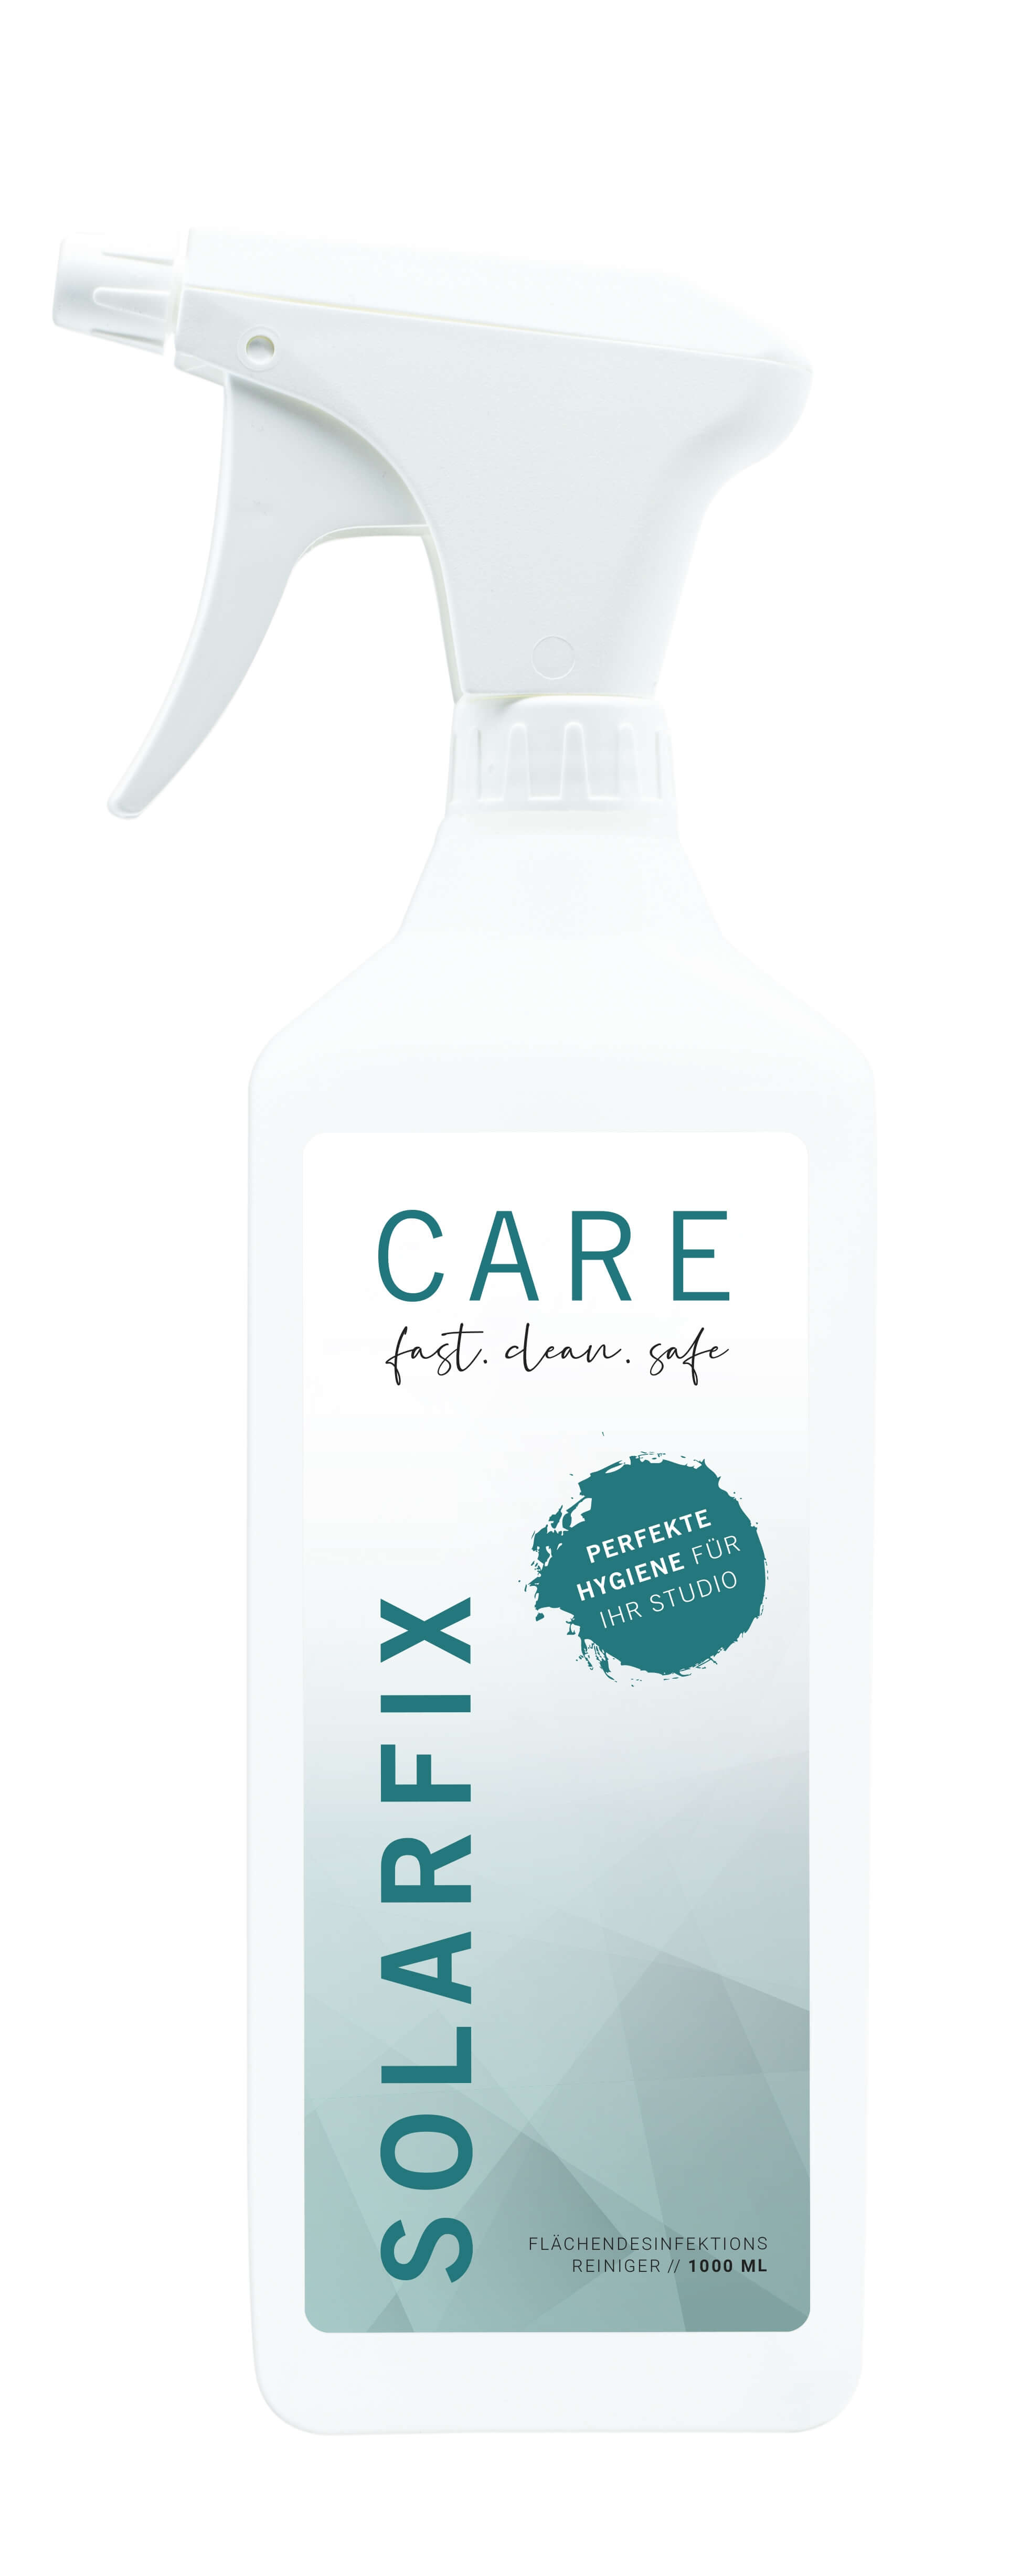 CARE
fast. clean. safe
PERFEKTE
HYGIENE FÜR
IHR STUDIO
SOLARFIX
FLÄCHENDESINFEKTIONS
REINIGER // 1000 ML